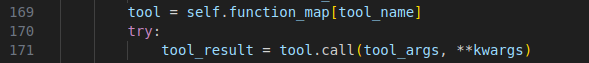 169 tool = self.function_map[tool_name]
170 try:
171 tool_result = tool.call(tool_args, **kwargs)